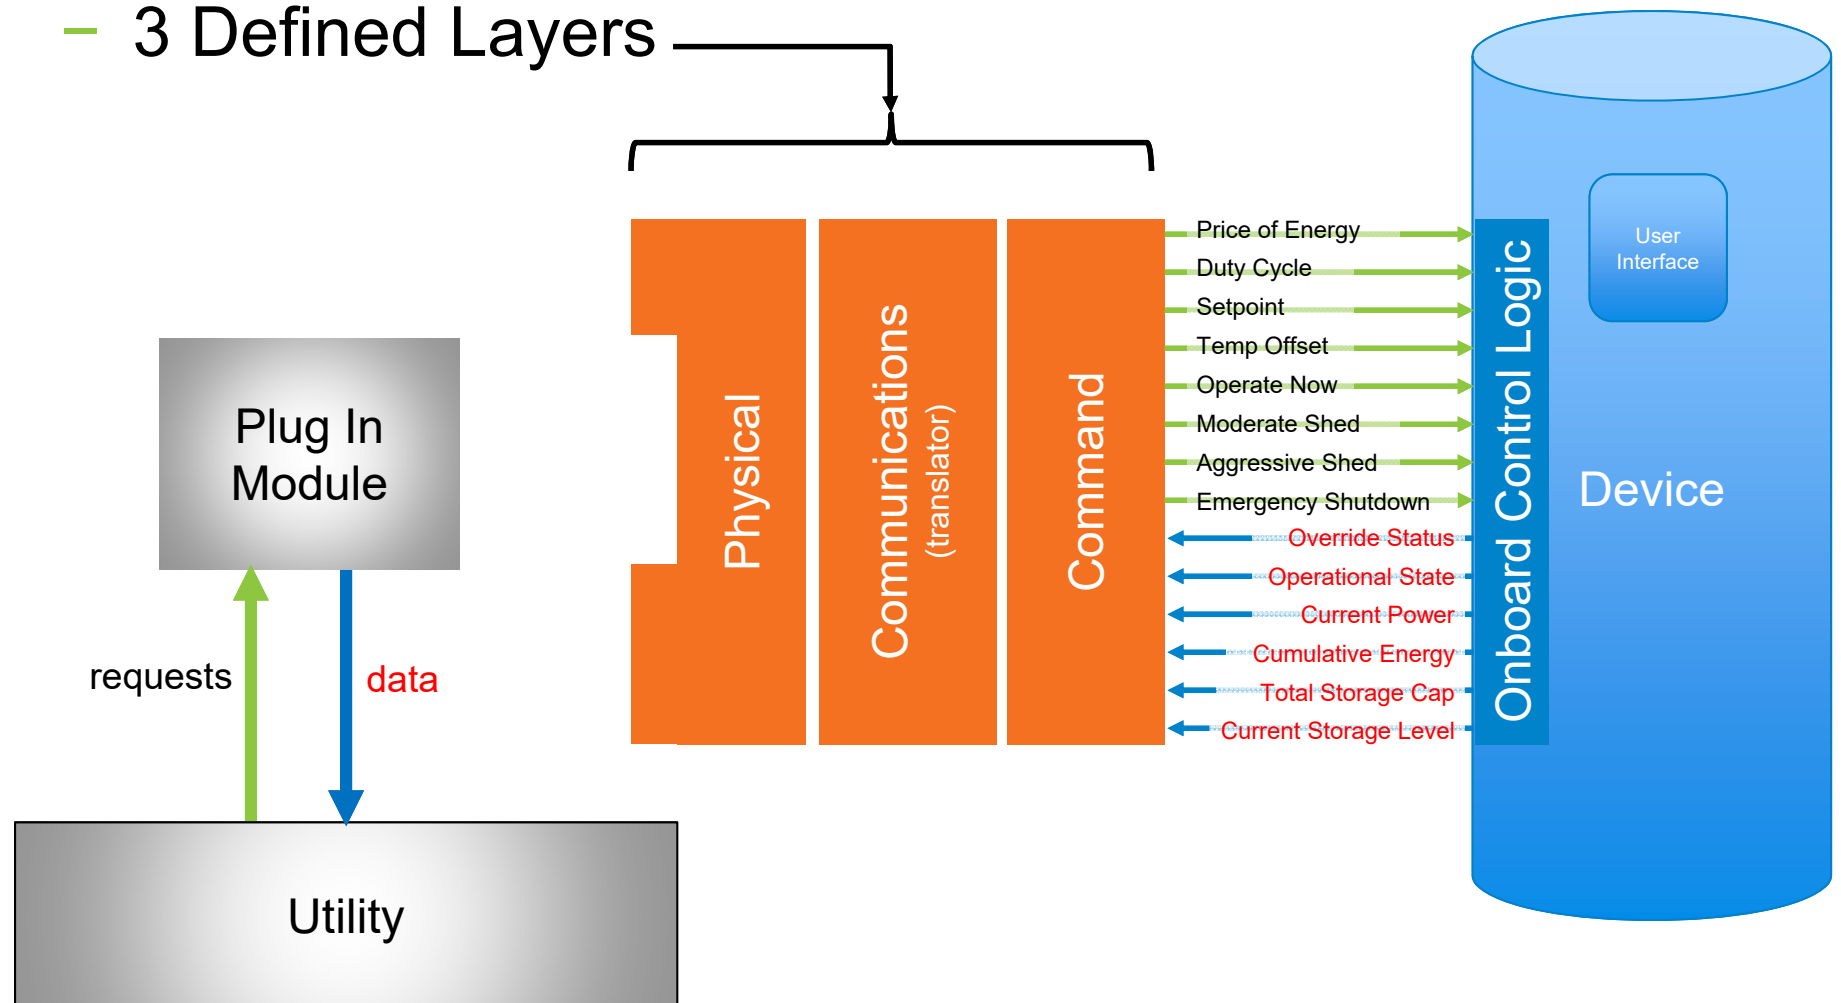 – 3 Defined Layers
Plug In
Module
requests
data
Utility
Physical
Communications
(translator)
Command
Price of Energy
Duty Cycle
Setpoint
Temp Offset
Operate Now
Moderate Shed
Aggressive Shed
Emergency Shutdown
Override Status
Operational State
Current Power
Cumulative Energy
Total Storage Cap
Current Storage Level
Onboard Control Logic
User
Interface
Device